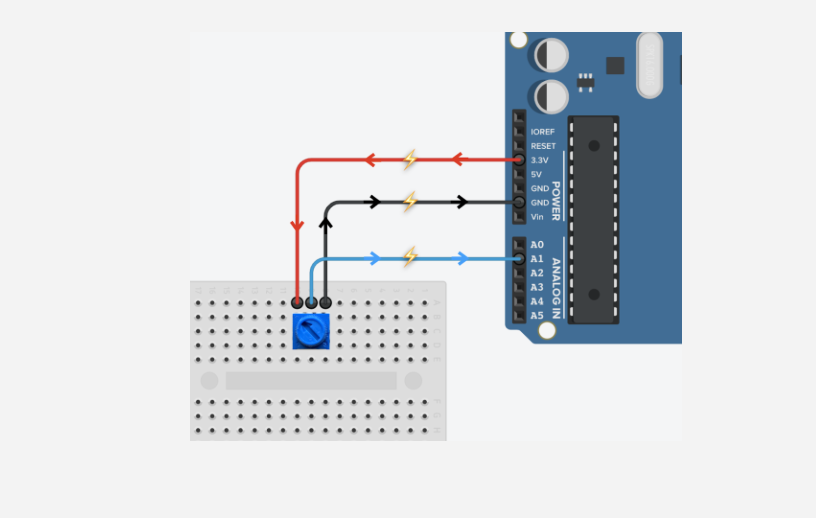 IOREF
RESET
3.3V
5V
GND
GND
Vin
POWER
A0
A1
A2
A3
A4
A5
ANALOG IN